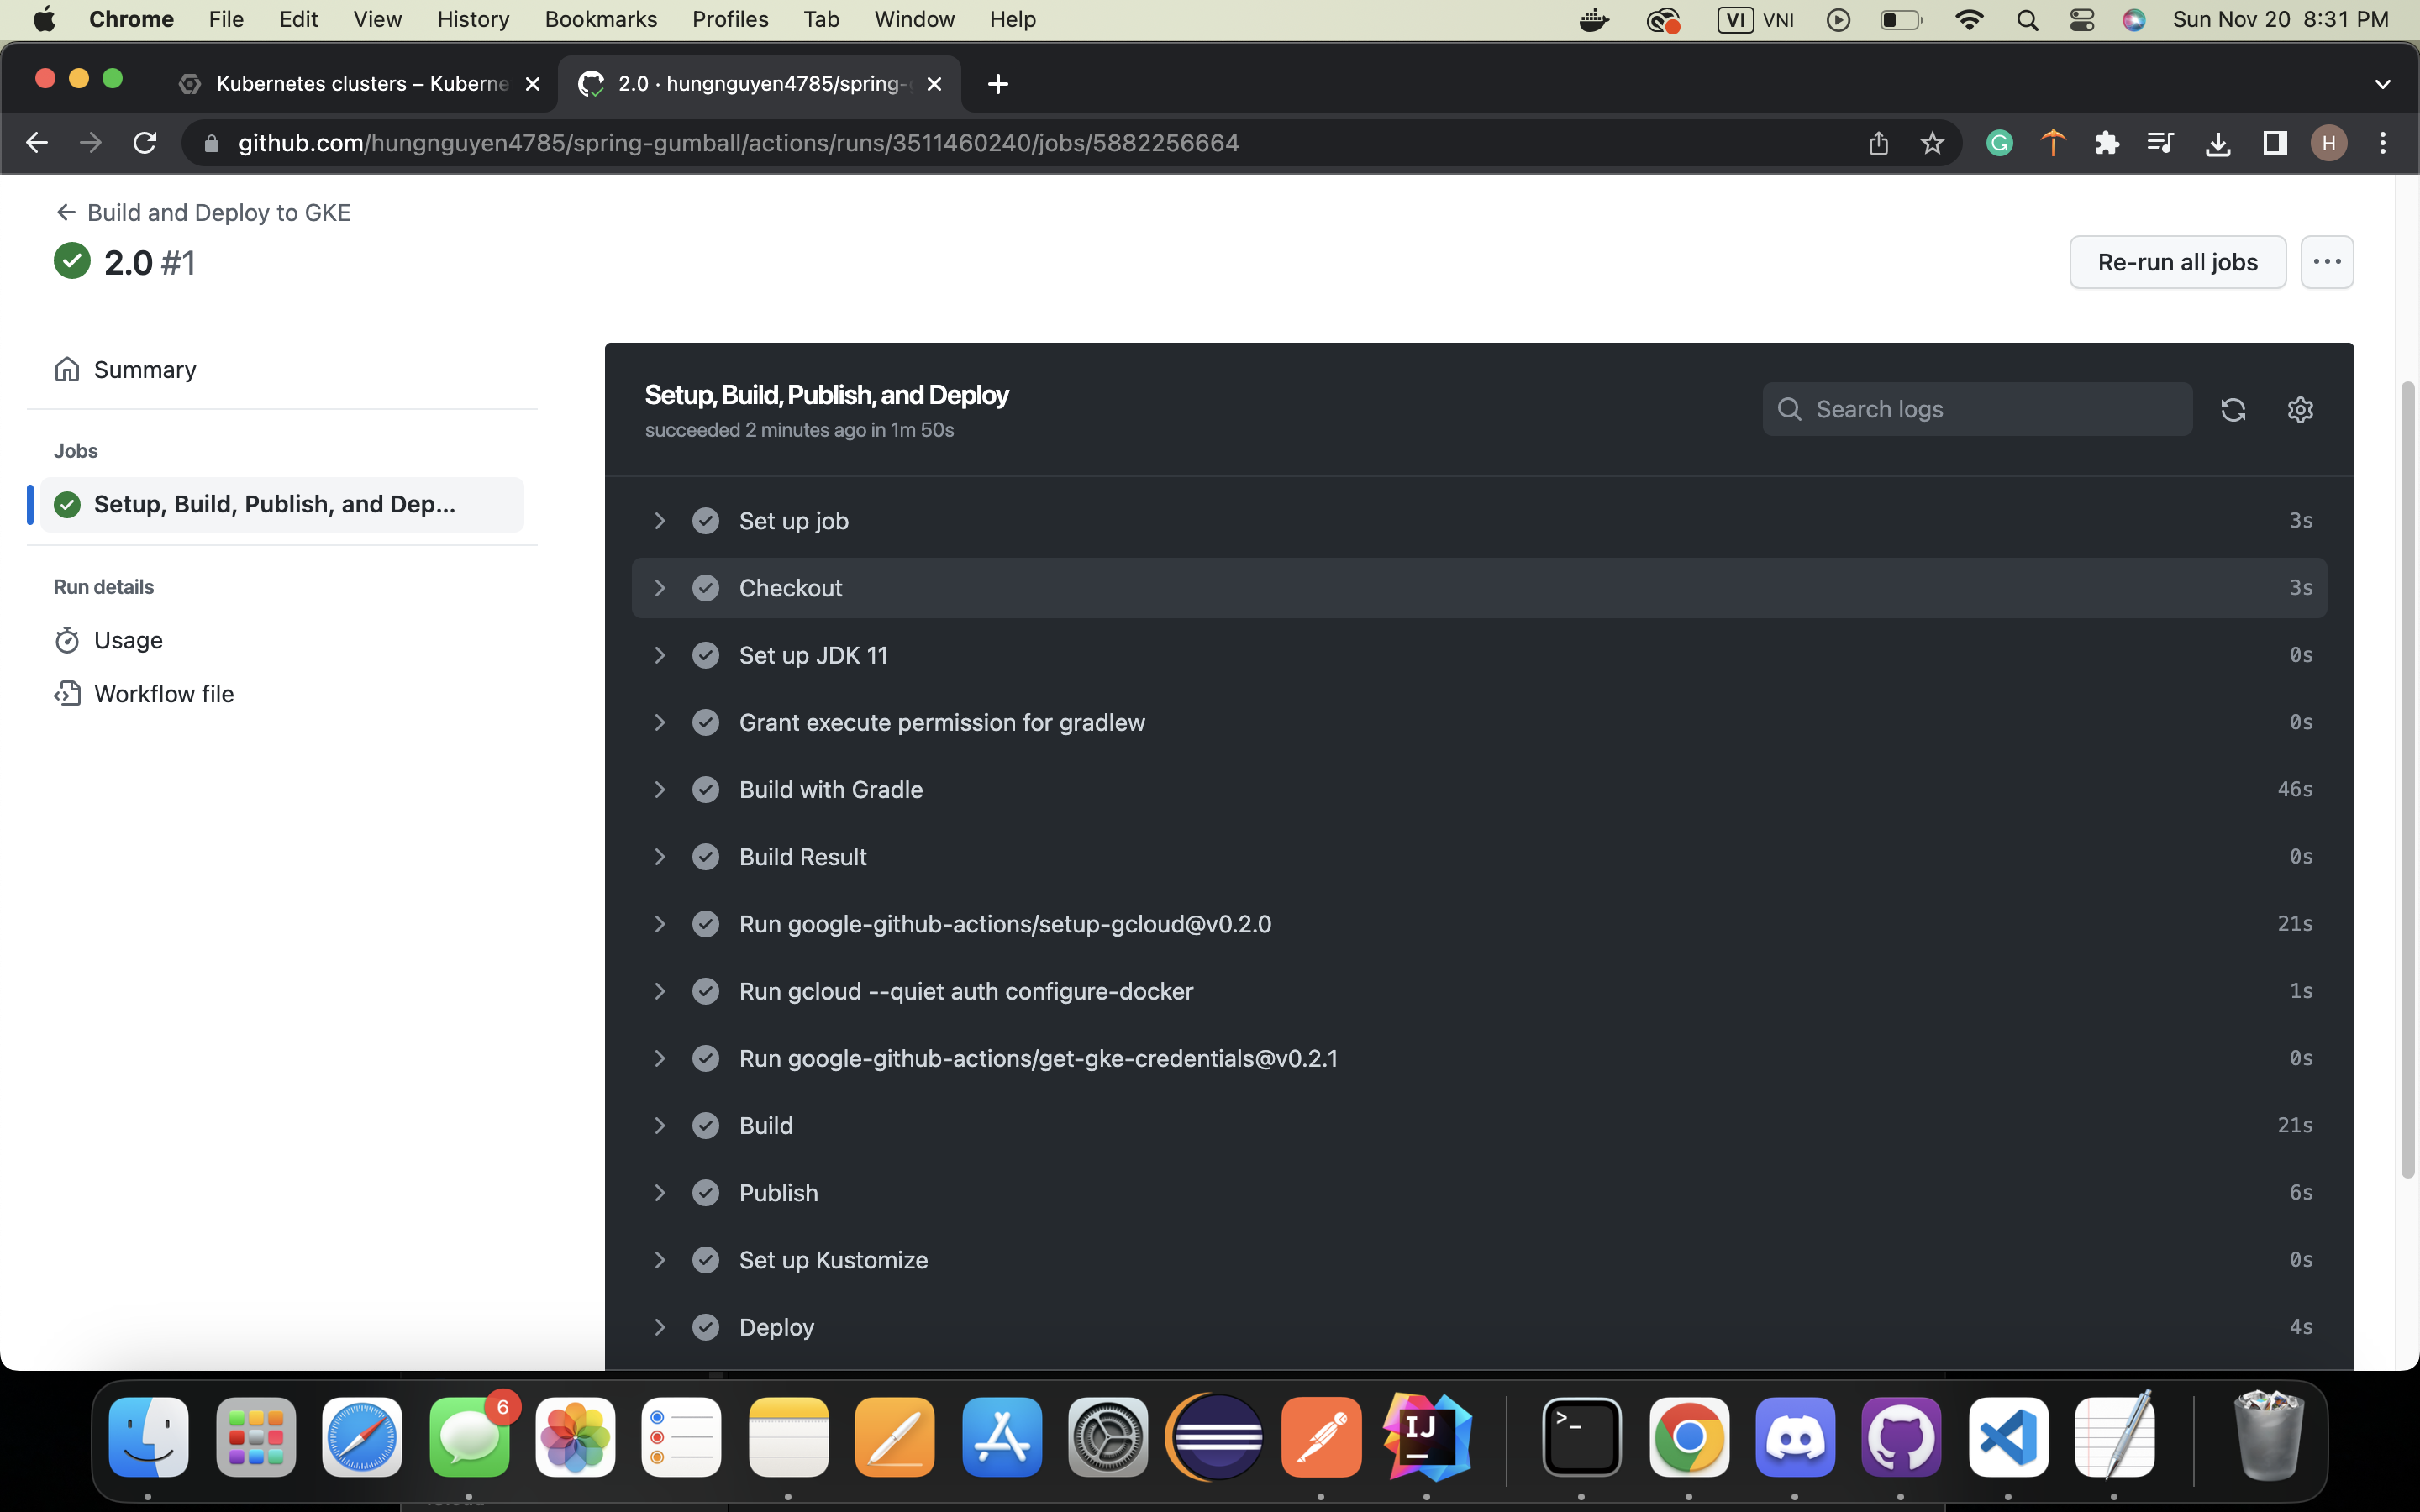 Chrome File Edit View History Bookmarks Profiles Tab Window Help VI VNI Sun Nov 20 8:31 PM
Kubernetes clusters – Kuberne 2.0 · hungnguyen4785/spring-g
github.com/hungnguyen4785/spring-gumball/actions/runs/3511460240/jobs/5882256664 H
Build and Deploy to GKE
2.0 #1
Re-run all jobs
Summary
Jobs
Setup, Build, Publish, and Dep...
Run details
Usage
Workflow file
Setup, Build, Publish, and Deploy
succeeded 2 minutes ago in 1m 50s
Search logs
Set up job 3s
Checkout 3s
Set up JDK 11 0s
Grant execute permission for gradlew 0s
Build with Gradle 46s
Build Result 0s
Run google-github-actions/setup-gcloud@v0.2.0 21s
Run gcloud --quiet auth configure-docker 1s
Run google-github-actions/get-gke-credentials@v0.2.1 0s
Build 21s
Publish 6s
Set up Kustomize 0s
Deploy 4s
6
IJ